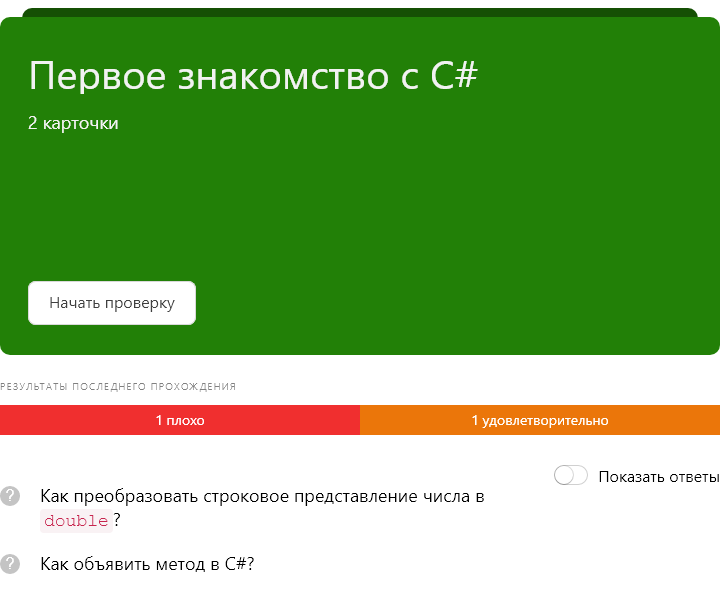 Первое знакомство с C#
2 карточки
Начать проверку
РЕЗУЛЬТАТЫ ПОСЛЕДНЕГО ПРОХОЖДЕНИЯ
1 плохо
1 удовлетворительно
Показать ответы
? Как преобразовать строковое представление числа в
double?
? Как объявить метод в C#?